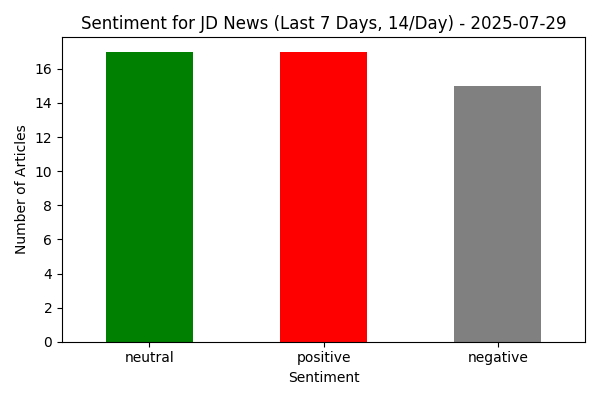 Sentiment for JD News (Last 7 Days, 14/Day) - 2025-07-29
Number of Articles
16
14
12
10
8
6
4
2
0
neutral positive negative
Sentiment